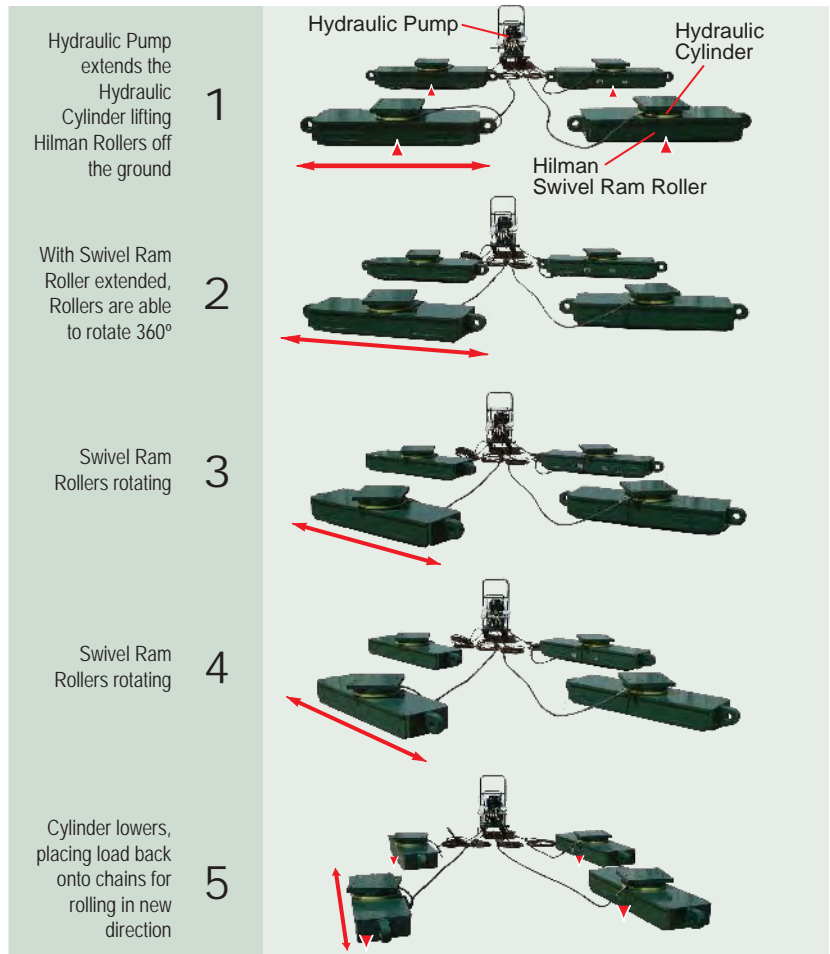 Hydraulic Pump
extends the
Hydraulic
Cylinder lifting
Hilman Rollers off
the ground
1
Hydraulic Pump
Hydraulic
Cylinder
Hilman
Swivel Ram Roller
With Swivel Ram
Roller extended,
Rollers are able
to rotate 360º
2
Swivel Ram
Rollers rotating
3
Swivel Ram
Rollers rotating
4
Cylinder lowers,
placing load back
onto chains for
rolling in new
direction
5